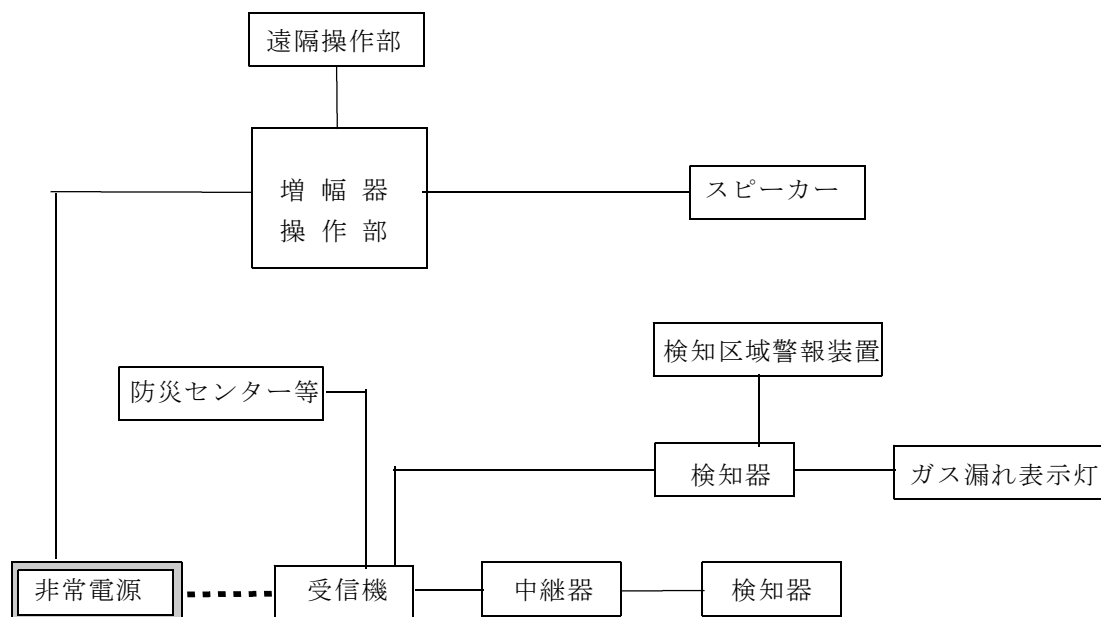 遠隔操作部
増幅器
操作部
スピーカー
検知区域警報装置
防災センター等
検知器
ガス漏れ表示灯
非常電源
受信機
中継器
検知器